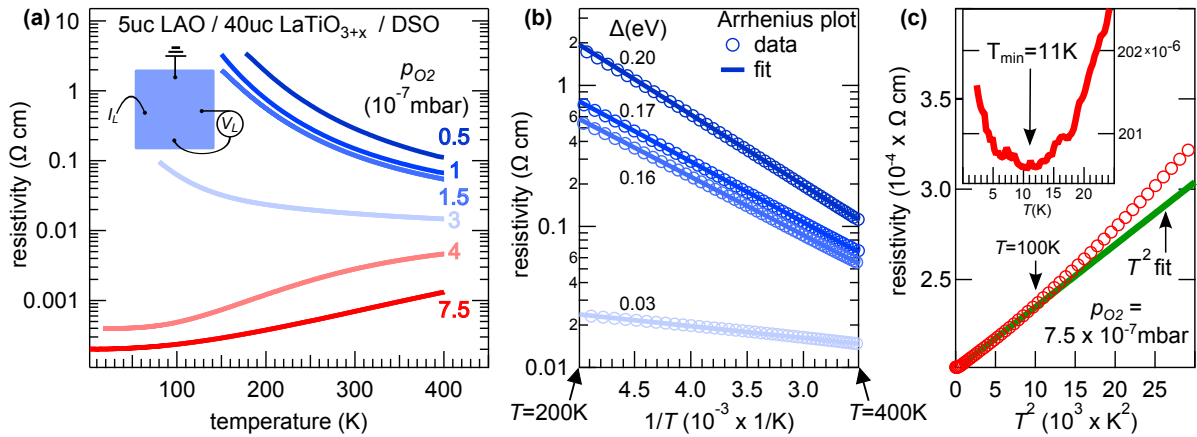 (a)
5uc LAO / 40uc LaTiO3+x / DSO
pO2
(10-7mbar)
IL
VL
0.5
1
1.5
3
4
7.5
resistivity (Ω cm)
1
0.1
0.01
0.001
100
200
300
400
temperature (K)
(b)
Δ(eV)
Arrhenius plot
data
fit
0.20
0.17
0.16
0.03
resistivity (Ω cm)
2
1
6
4
2
0.1
6
4
2
0.01
4.5
4.0
3.5
3.0
T=200K
1/T (10-3 x 1/K)
T=400K
(c)
Tmin=11K
202×10-6
201
5
10
15
20
T(K)
resistivity (10-4 x Ω cm)
3.5
3.0
2.5
T=100K
T2 fit
pO2 =
7.5 x 10-7mbar
0
5
10
15
20
25
T2 (103 x K2)